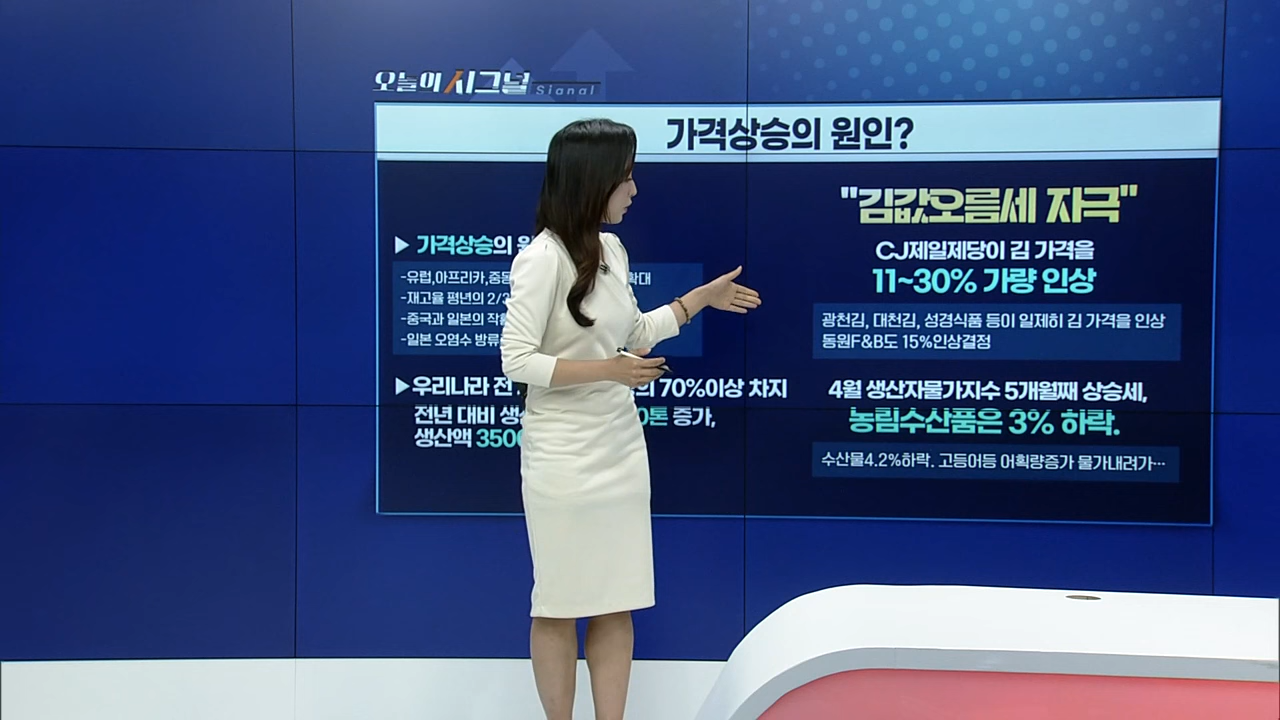 오늘의 시그널
Signal
가격상승의 원인?
▶ 가격상승의
-유럽,아프리카,중동 확대
-재고율 평년의 2/3
-중국과 일본의
-일본 오염수 방류
▶우리나라 전 의 70%이상 차지
전년 대비 0톤 증가,
생산액 350
"김값오름세 자극"
CJ제일제당이 김 가격을
11~30% 가량 인상
광천김, 대천김, 성경식품 등이 일제히 김 가격을 인상
동원F&B도 15%인상결정
4월 생산자물가지수 5개월째 상승세,
농림수산품은 3% 하락.
수산물4.2%하락. 고등어등 어획량증가 물가내려가…